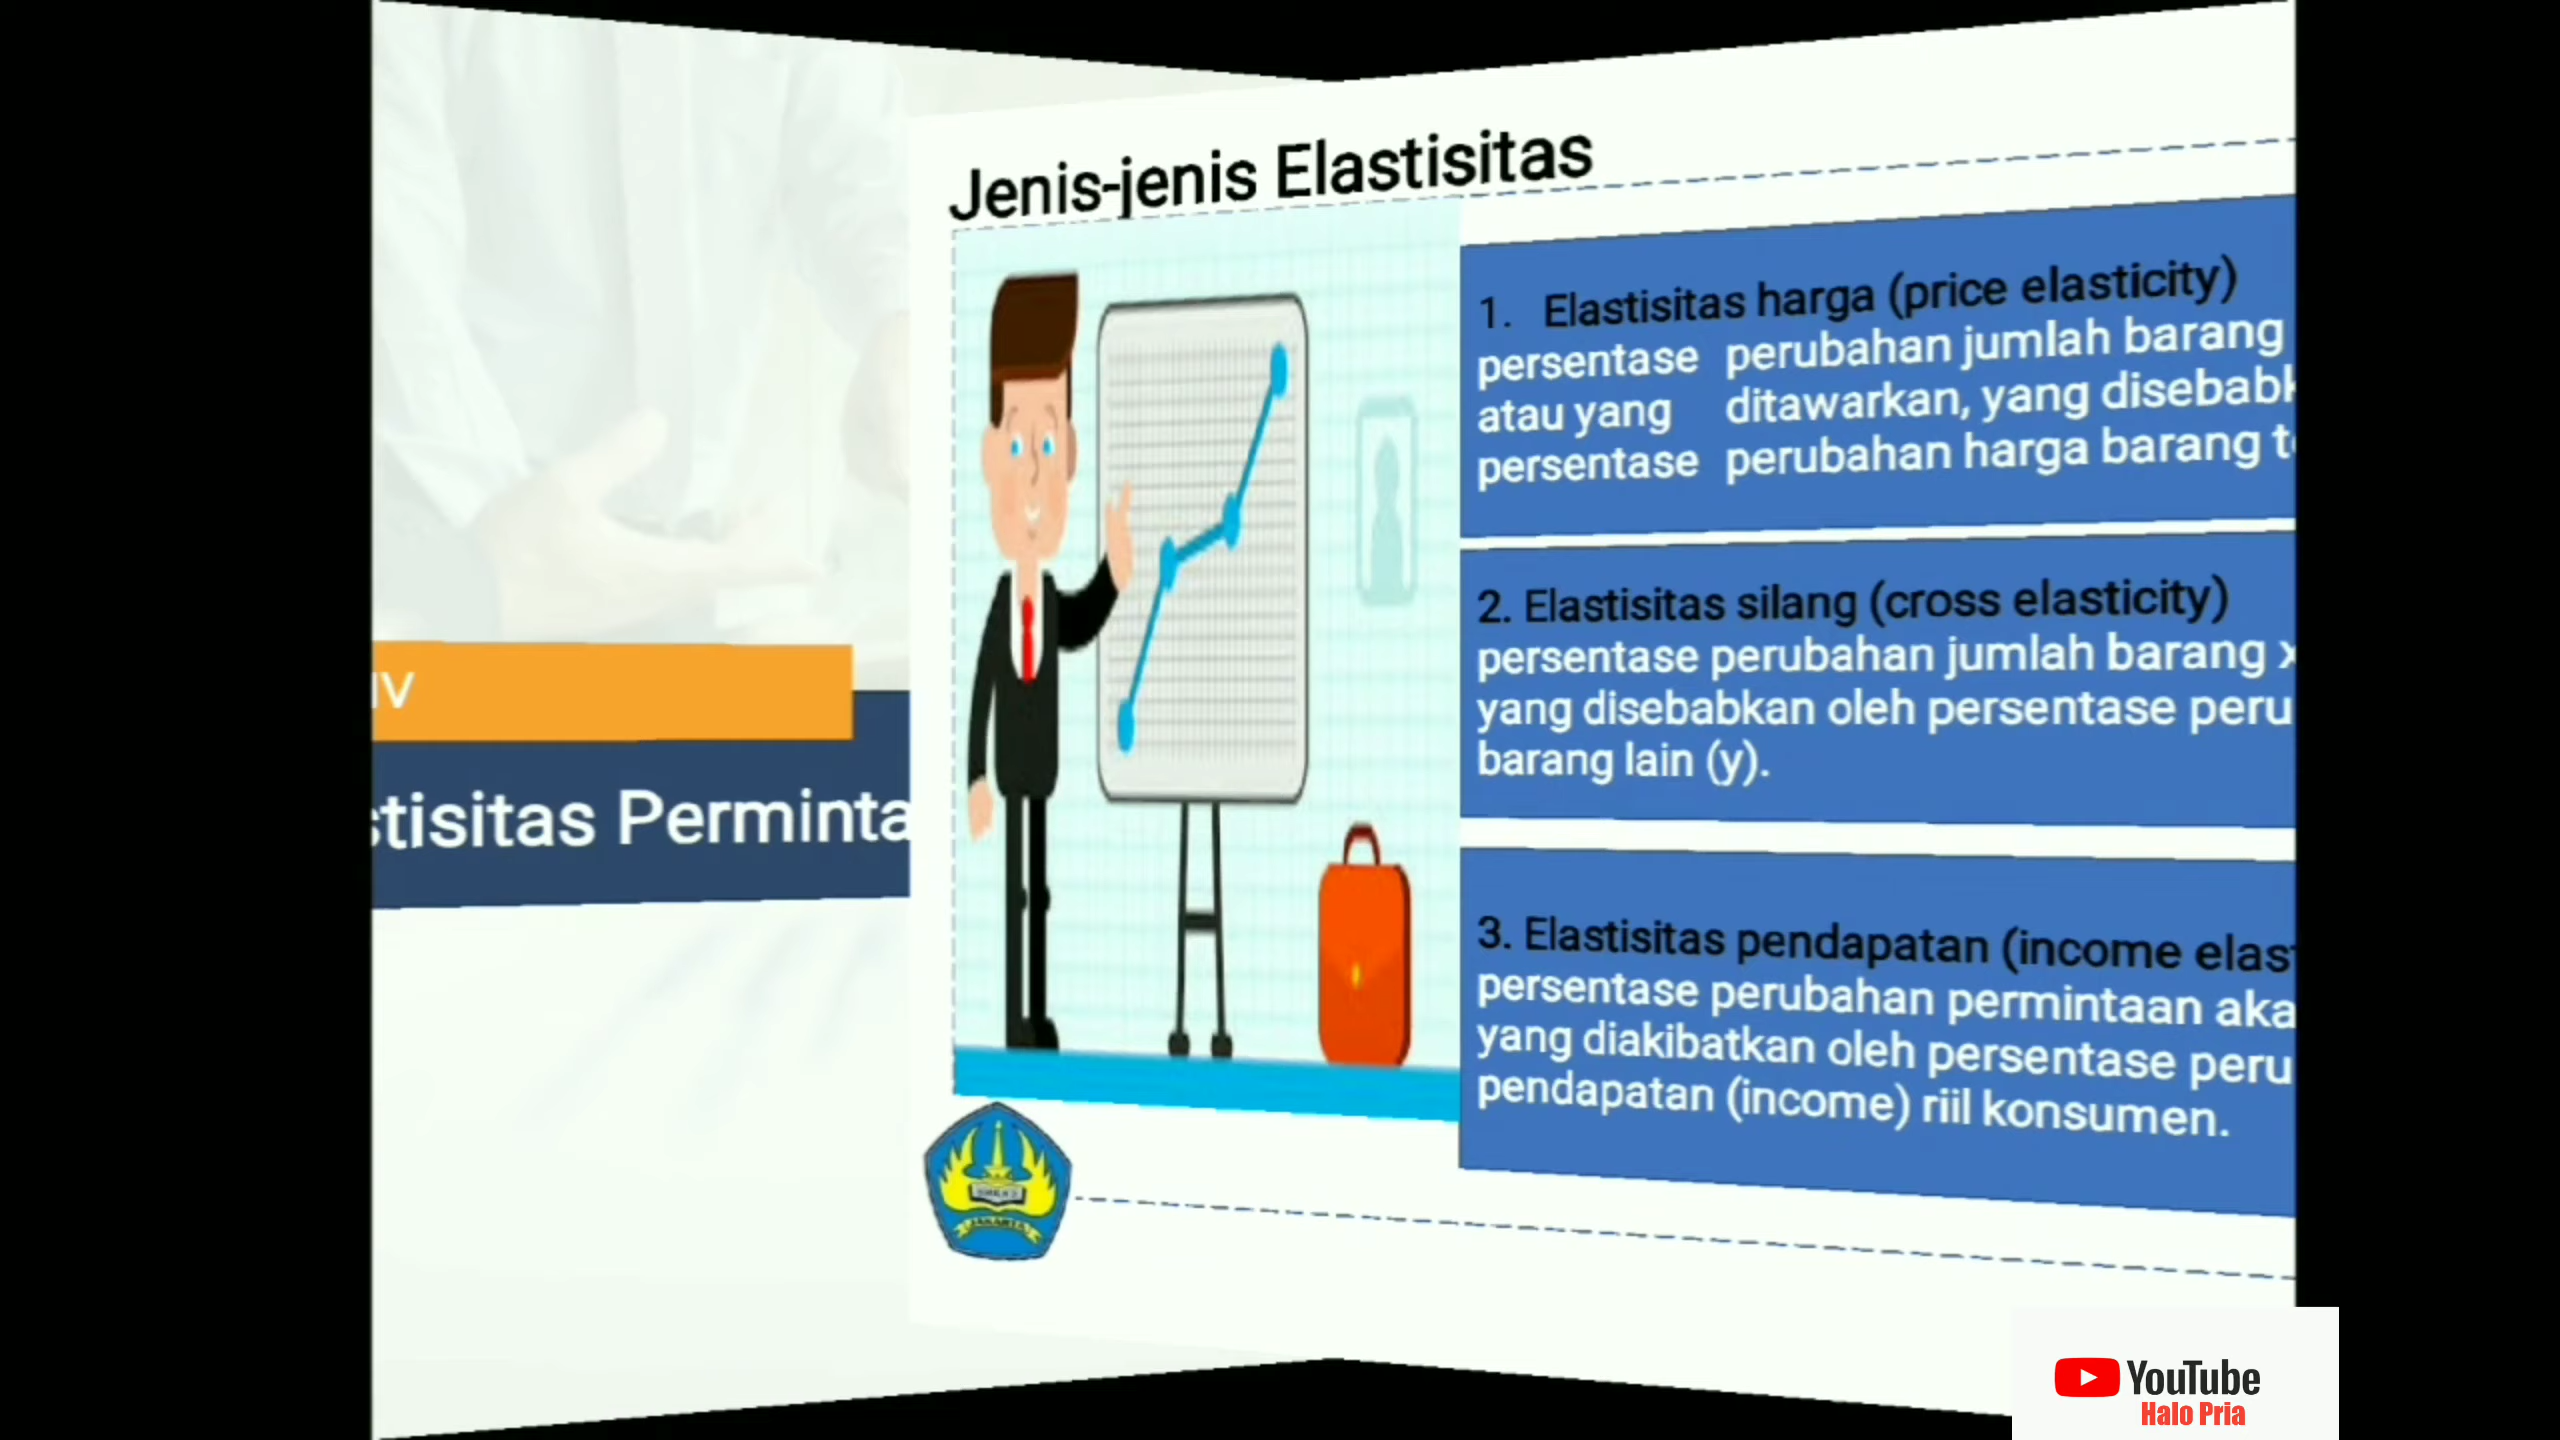 Jenis-jenis Elastisitas
1. Elastisitas harga (price elasticity)
persentase perubahan jumlah barang
atau yang ditawarkan, yang
persentase perubahan harga barang
2. Elastisitas silang (cross elasticity)
persentase perubahan jumlah barang x
yang disebabkan oleh persentase peru
barang lain (y).
3. Elastisitas pendapatan (income elas
persentase perubahan permintaan aka
yang diakibatkan oleh persentase peru
pendapatan (income) riil konsumen.
IV
stisitas Perminta
JAKARTA
YouTube
Halo Pria